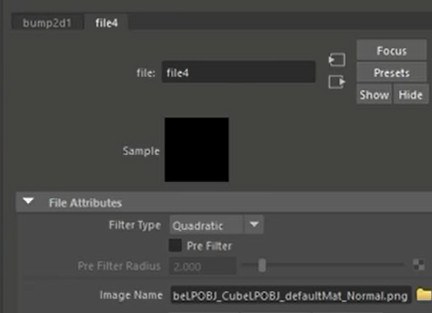 bump2d1 file4
Focus
file: file4
Presets
Show Hide
Sample
File Attributes
Filter Type Quadratic
Pre Filter
Pre Filter Radius 2.000
Image Name beLPOBJ_CubeLPOBJ_defaultMat_Normal.png